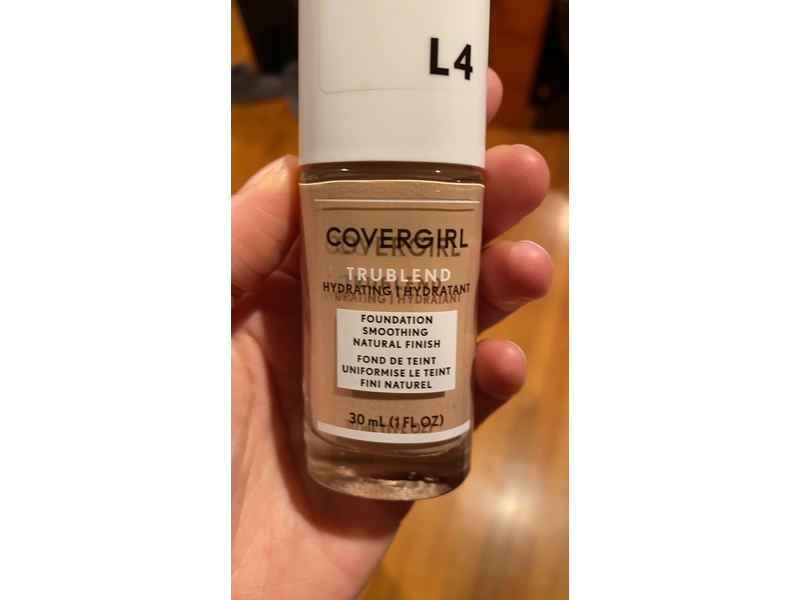 L4
COVERGIRL
TRUBLEND
HYDRATING | HYDRATANT
FOUNDATION
SMOOTHING
NATURAL FINISH
FOND DE TEINT
UNIFORMISE LE TEINT
FINI NATUREL
30 mL (1 FL OZ)